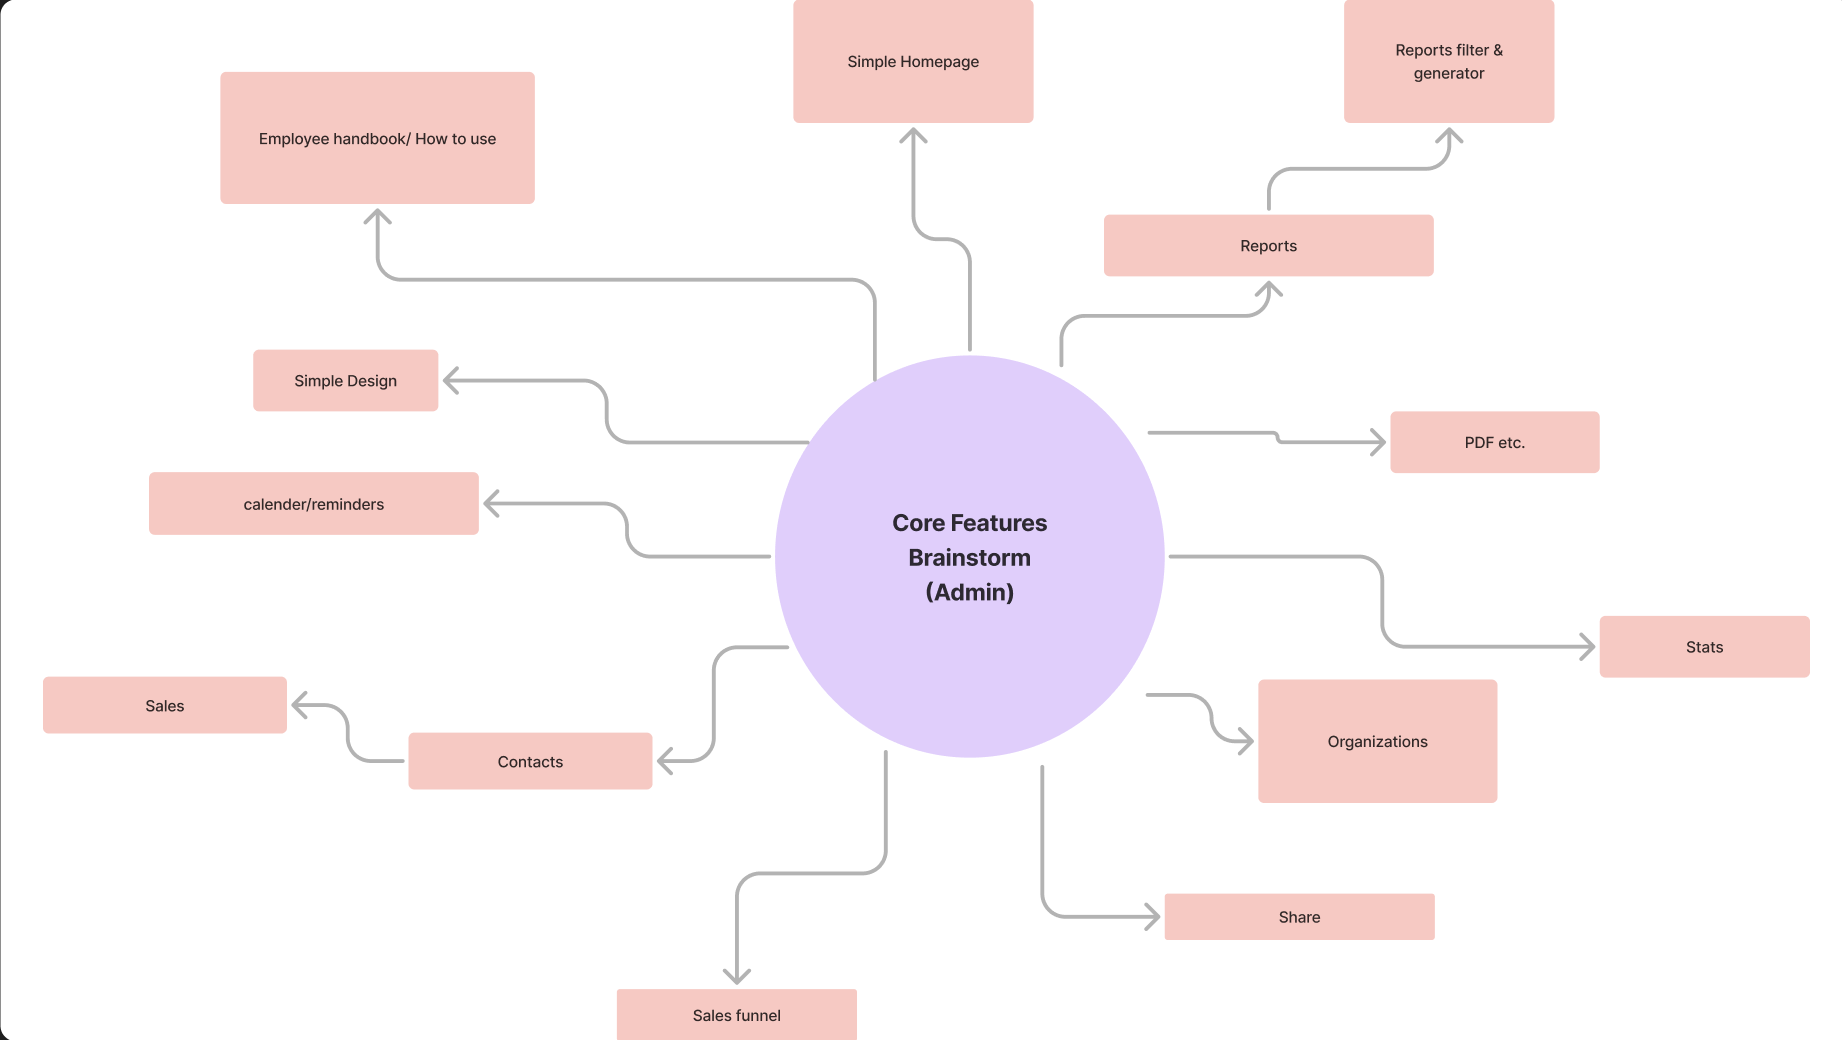 Simple Homepage
Reports filter &
generator
Employee handbook/ How to use
Reports
Simple Design
PDF etc.
calender/reminders
Core Features
Brainstorm
(Admin)
Stats
Sales
Organizations
Contacts
Share
Sales funnel